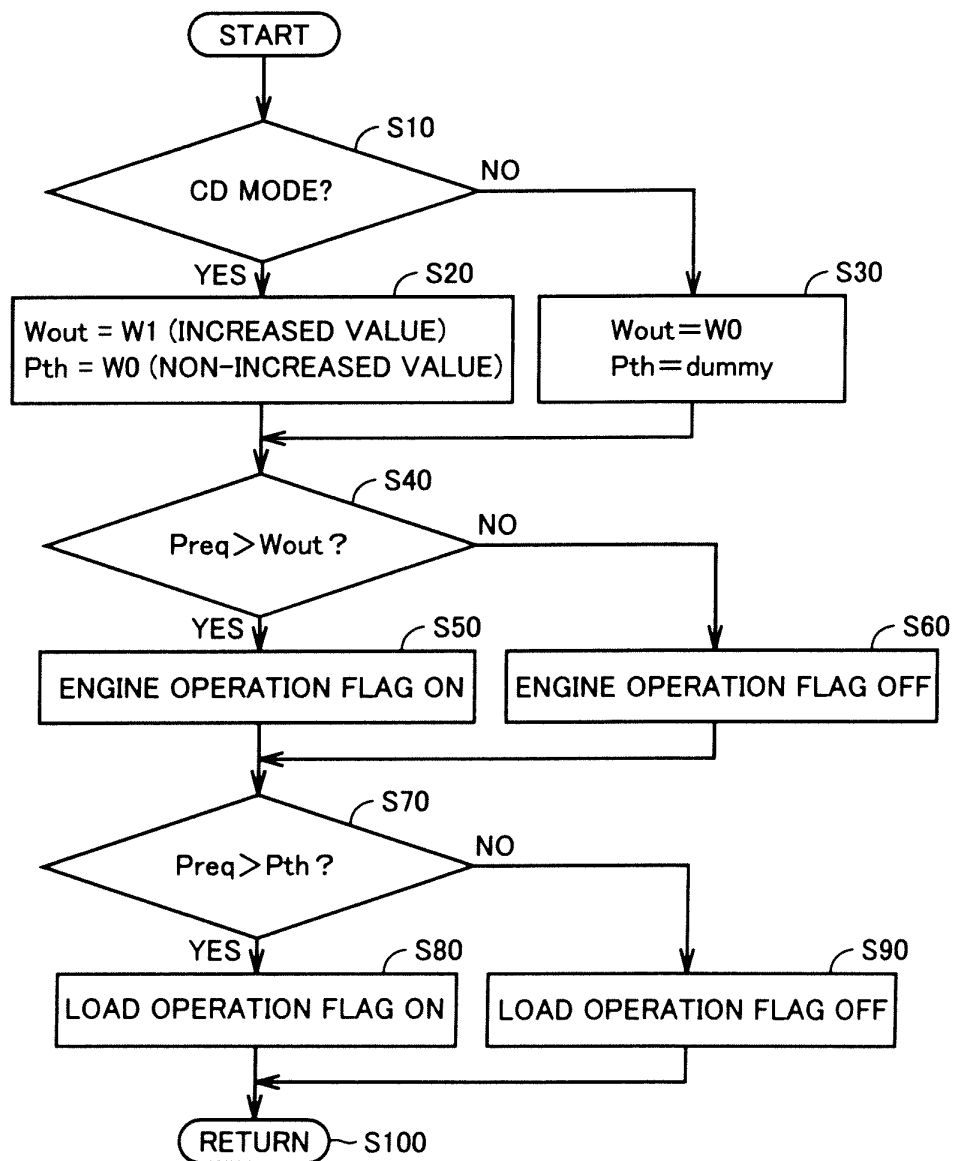 START
S10
CD MODE?
NO
YES
S20
Wout = W1 (INCREASED VALUE)
Pth = W0 (NON-INCREASED VALUE)
S30
Wout=W0
Pth=dummy
S40
Preq>Wout?
NO
YES
S50
ENGINE OPERATION FLAG ON
S60
ENGINE OPERATION FLAG OFF
S70
Preq>Pth?
NO
YES
S80
LOAD OPERATION FLAG ON
S90
LOAD OPERATION FLAG OFF
RETURN
S100